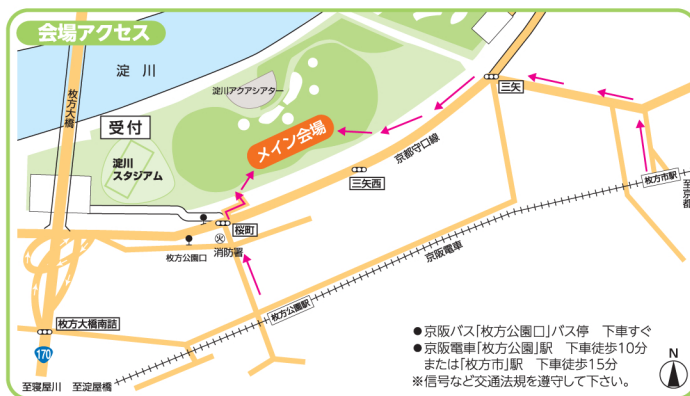 会場アクセス
淀川
枚方大橋
淀川アクアシアター
受付
淀川
スタジアム
メイン会場
三矢
京都守口線
三矢西
枚方市駅
至京都
桜町
火
消防署
枚方公園口
京阪電車
枚方公園駅
枚方大橋南詰
170
至寝屋川
至淀屋橋
●京阪バス「枚方公園口」バス停　下車すぐ
●京阪電車「枚方公園」駅　下車徒歩10分
または「枚方市」駅　下車徒歩15分
※信号など交通法規を遵守して下さい。
N